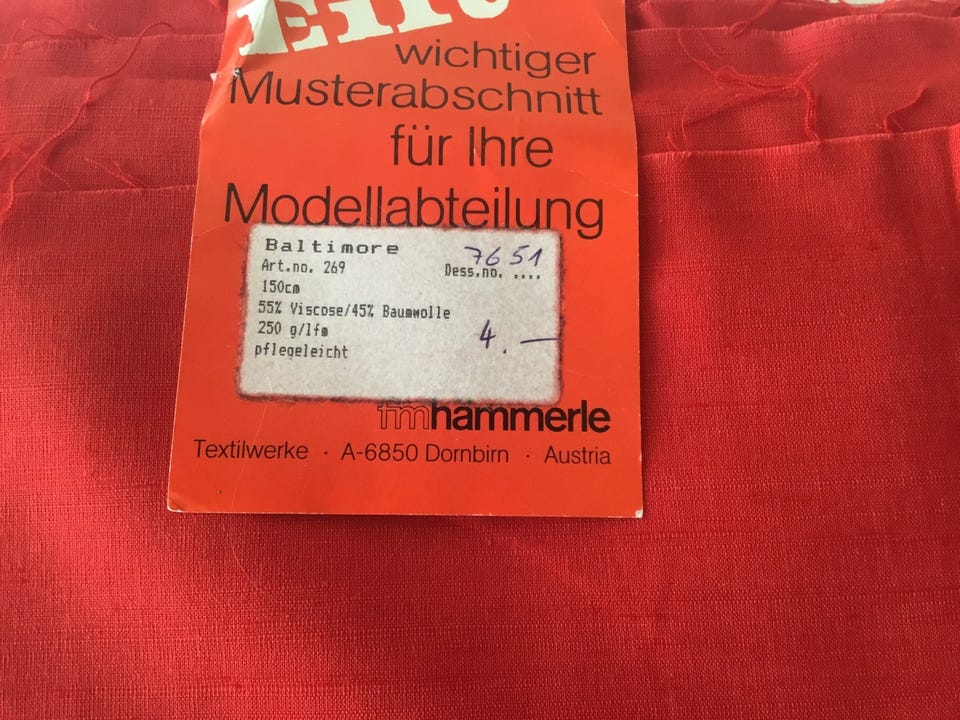 Eilt
wichtiger
Musterabschnitt
für Ihre
Modellabteilung
Baltimore 7651
Art.no. 269 Dess.no. ....
150cm
55% Viscose/45% Baumwolle
250 g/lfm 4.—
pflegeleicht
fmhämmerle
Textilwerke · A-6850 Dornbirn · Austria